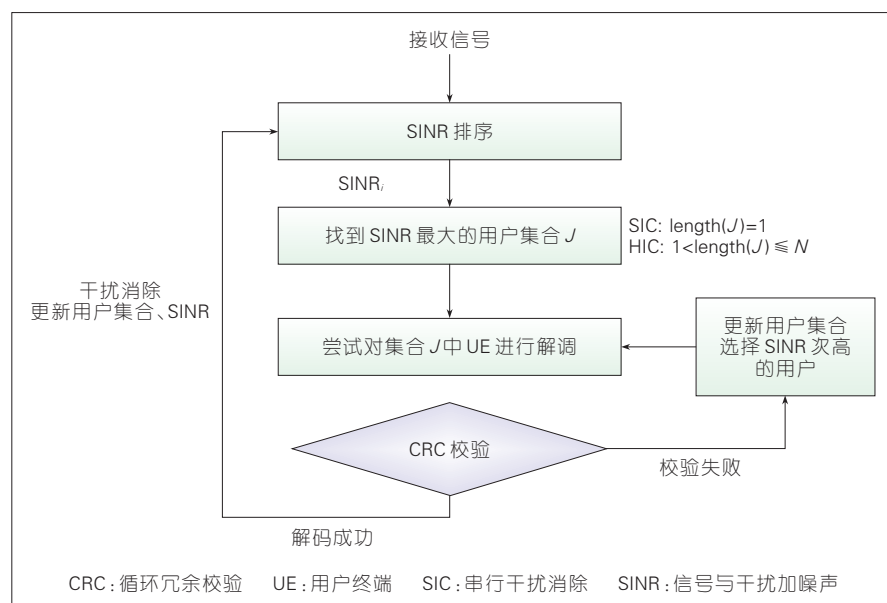 接收信号
SINR 排序
SINRᵢ
找到 SINR 最大的用户集合 J
SIC: length(J)=1
HIC: 1<length(J)≦N
干扰消除
更新用户集合、SINR
尝试对集合 J 中 UE 进行解调
更新用户集合
选择 SINR 次高
的用户
CRC 校验
校验失败
解码成功
CRC:循环冗余校验 UE:用户终端 SIC:串行干扰消除 SINR:信号与干扰加噪声